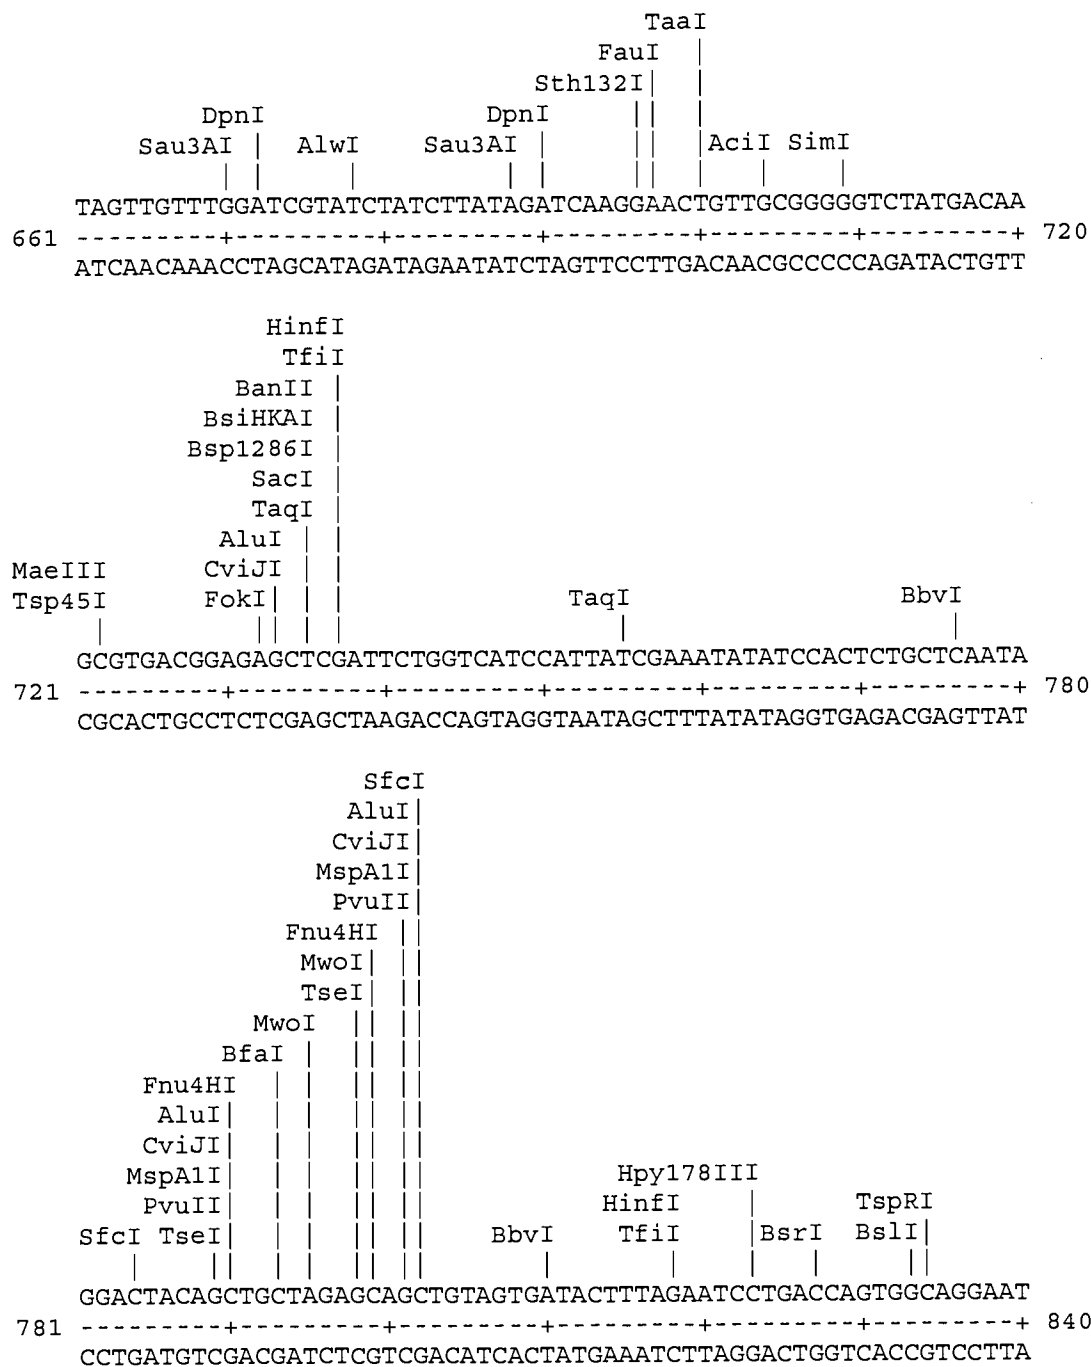 TaaI
FauI |
Sth132I| |
DpnI DpnI || |
Sau3AI | AlwI Sau3AI | || | AciI SimI
| | | | | || | | |
TAGTTGTTTGGATCGTATCTATCTTATAGATCAAGGAACTGTTGCGGGGGTCTATGACAA
661 ---------+---------+---------+---------+---------+---------+ 720
ATCAACAAACCTAGCATAGATAGAATATCTAGTTCCTTGACAACGCCCCCAGATACTGTT
HinfI
TfiI
BanII |
BsiHKAI |
Bsp1286I |
SacI |
TaqI |
AluI | |
MaeIII CviJI | |
Tsp45I FokI| | | TaqI BbvI
| || | | | |
GCGTGACGGAGAGCTCGATTCTGGTCATCCATTATCGAAATATATCCACTCTGCTCAATA
721 ---------+---------+---------+---------+---------+---------+ 780
CGCACTGCCTCTCGAGCTAAGACCAGTAGGTAATAGCTTTATATAGGTGAGACGAGTTAT
SfcI
AluI|
CviJI|
MspA1I|
PvuII|
Fnu4HI ||
MwoI| ||
TseI| ||
MwoI || ||
BfaI | || ||
Fnu4HI | | || ||
AluI| | | || ||
CviJI| | | || ||
MspA1I| | | || || Hpy178III
PvuII| | | || || HinfI | TspRI
SfcI TseI| | | || || BbvI TfiI | BsrI BslI|
| || | | || || | | | | ||
GGACTACAGCTGCTAGAGCAGCTGTAGTGATACTTTAGAATCCTGACCAGTGGCAGGAAT
781 ---------+---------+---------+---------+---------+---------+ 840
CCTGATGTCGACGATCTCGTCGACATCACTATGAAATCTTAGGACTGGTCACCGTCCTTA